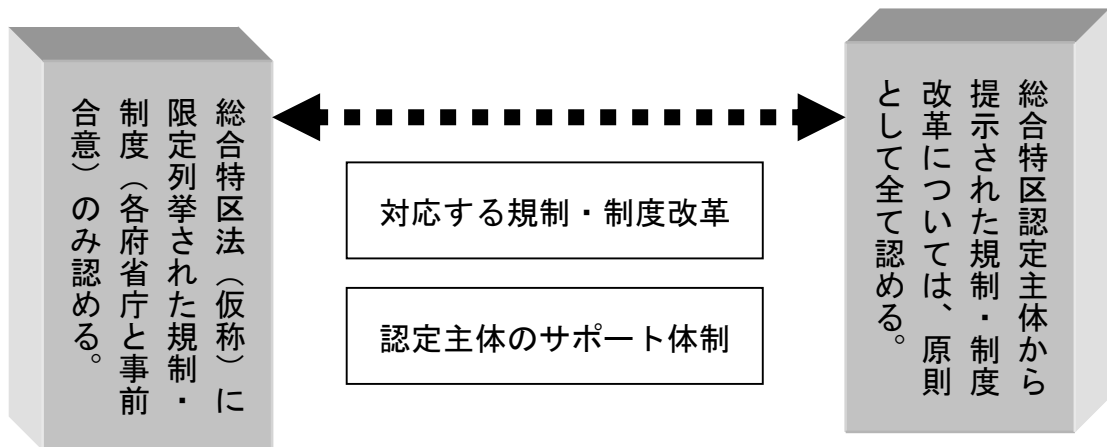 総合特区法（仮称）に
限定列挙された規制・
制度（各府省庁と事前
合意）のみ認める。
対応する規制・制度改革
認定主体のサポート体制
総合特区認定主体から
提示された規制・制度
改革については、原則
として全て認める。